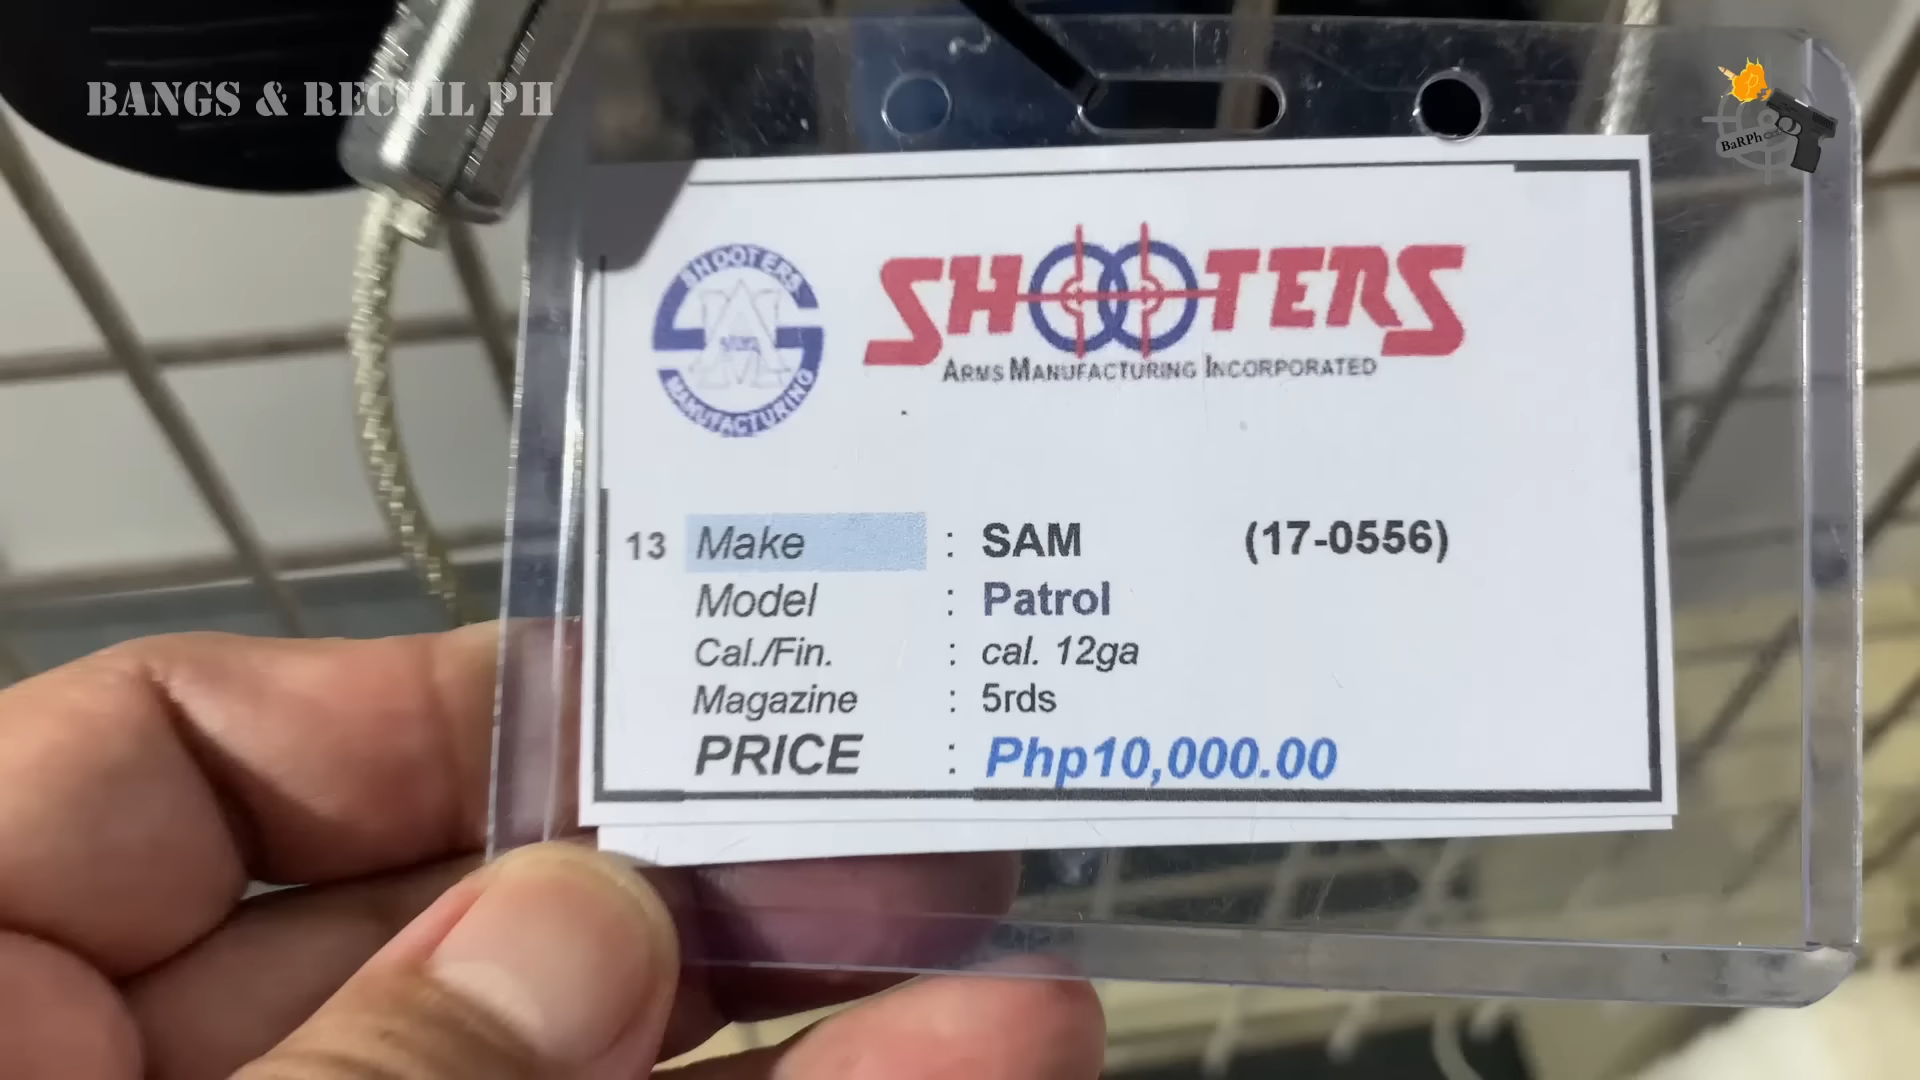 BANGS & RECOIL PH
BaRPh
SHOOTERS
MANUFACTURING
SHOOTERS
ARMS MANUFACTURING INCORPORATED
13 Make : SAM (17-0556)
Model : Patrol
Cal./Fin. : cal. 12ga
Magazine : 5rds
PRICE : Php10,000.00